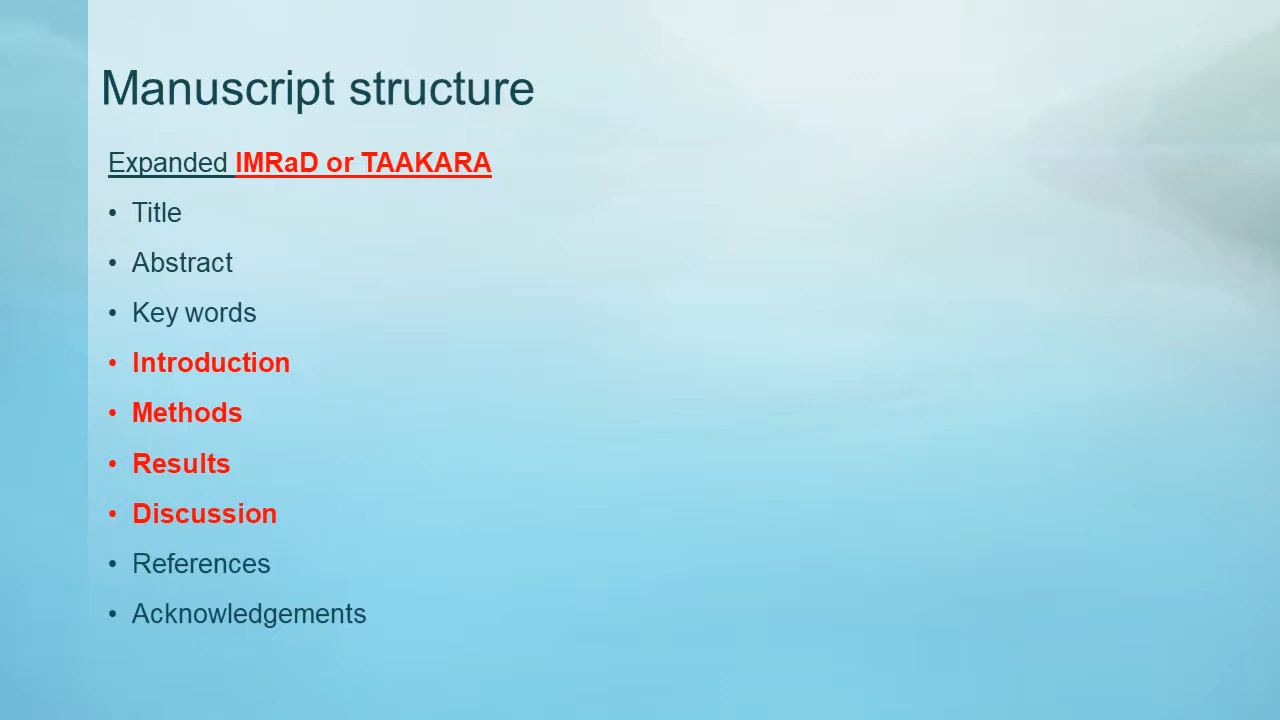 Manuscript structure
Expanded IMRaD or TAAKARA
• Title
• Abstract
• Key words
• Introduction
• Methods
• Results
• Discussion
• References
• Acknowledgements